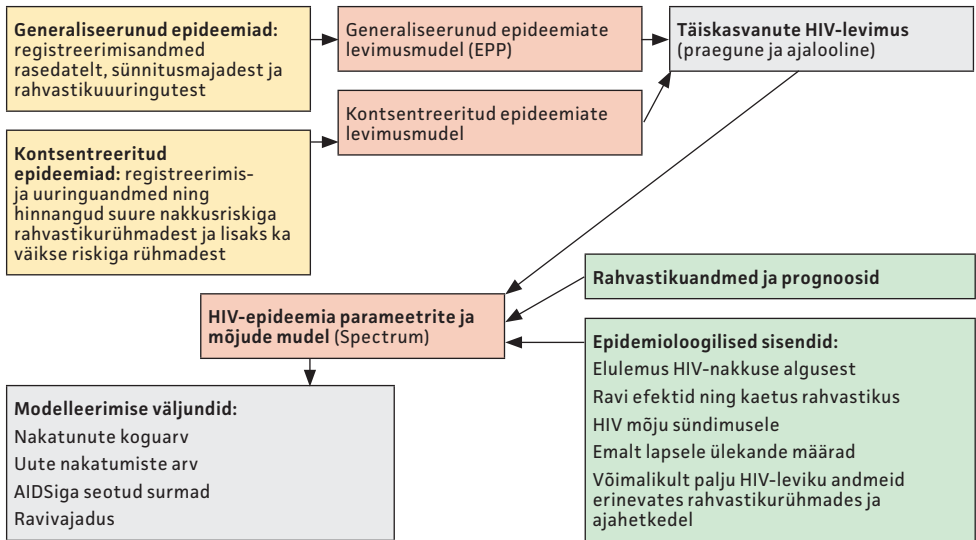 Generaliseerunud epideemiad:
registreerimisandmed
rasedatelt, sünnitusmajadest ja
rahvastikuuuringutest
Generaliseerunud epideemiate
levimusmudel (EPP)
Täiskasvanute HIV-levimus
(praegune ja ajalooline)
Kontsentreeritud epideemiate
levimusmudel
Kontsentreeritud
epideemiad: registreerimis-
ja uuringuandmed ning
hinnangud suure nakkusriskiga
rahvastikurühmadest ja lisaks ka
väikse riskiga rühmadest
Rahvastikuandmed ja prognoosid
HIV-epideemia parameetrite ja
mõjude mudel (Spectrum)
Epidemioloogilised sisendid:
Elulemus HIV-nakkuse algusest
Ravi efektid ning kaetus rahvastikus
HIV mõju sündimusele
Emalt lapsele ülekande määrad
Võimalikult palju HIV-leviku andmeid
erinevates rahvastikurühmades ja
ajahetkedel
Modelleerimise väljundid:
Nakatunute koguarv
Uute nakatumiste arv
AIDSiga seotud surmad
Ravivajadus